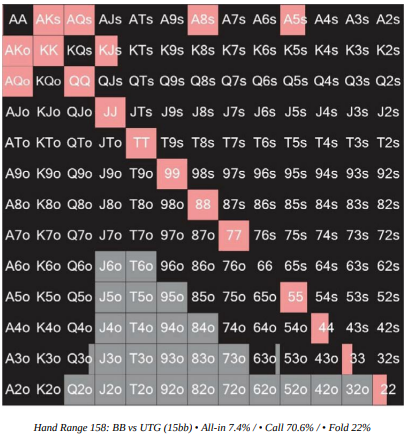 AA AKs AQs AJs ATs A9s A8s A7s A6s A5s A4s A3s A2s
AKo KK KQs KJs KTs K9s K8s K7s K6s K5s K4s K3s K2s
AQo KQo QQ QJs QTs Q9s Q8s Q7s Q6s Q5s Q4s Q3s Q2s
AJo KJo QJo JJ JTs J9s J8s J7s J6s J5s J4s J3s J2s
ATo KTo QTo JTo TT T9s T8s T7s T6s T5s T4s T3s T2s
A9o K9o Q9o J9o T9o 99 98s 97s 96s 95s 94s 93s 92s
A8o K8o Q8o J8o T8o 98o 88 87s 86s 85s 84s 83s 82s
A7o K7o Q7o J7o T7o 97o 87o 77 76s 75s 74s 73s 72s
A6o K6o Q6o J6o T6o 96o 86o 76o 66 65s 64s 63s 62s
A5o K5o Q5o J5o T5o 95o 85o 75o 65o 55 54s 53s 52s
A4o K4o Q4o J4o T4o 94o 84o 74o 64o 54o 44 43s 42s
A3o K3o Q3o J3o T3o 93o 83o 73o 63o 53o 43o 33 32s
A2o K2o Q2o J2o T2o 92o 82o 72o 62o 52o 42o 32o 22
Hand Range 158: BB vs UTG (15bb) • All-in 7.4% / • Call 70.6% / • Fold 22%